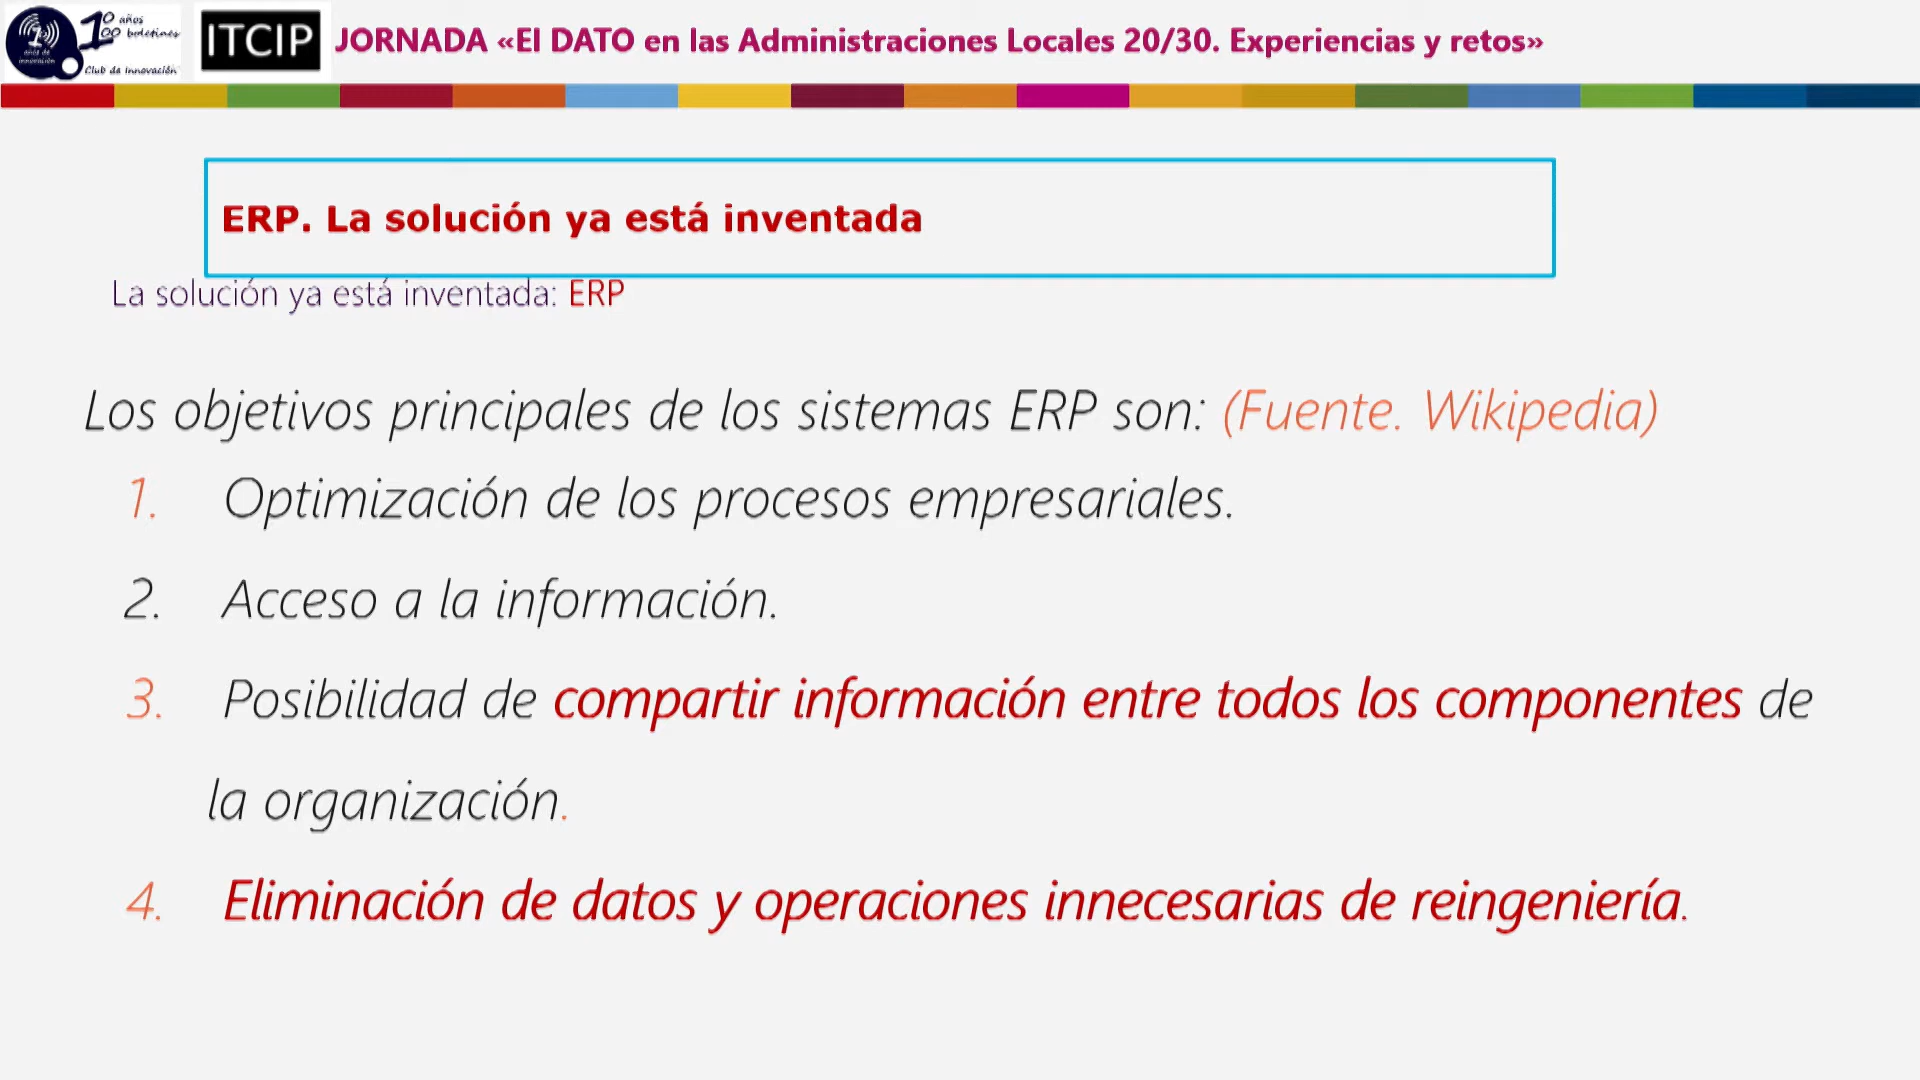 10 años
100 boletines
años de
innovación
Club de Innovación
ITCIP
JORNADA «El DATO en las Administraciones Locales 20/30. Experiencias y retos»
ERP. La solución ya está inventada
La solución ya está inventada: ERP
Los objetivos principales de los sistemas ERP son: (Fuente. Wikipedia)
1. Optimización de los procesos empresariales.
2. Acceso a la información.
3. Posibilidad de compartir información entre todos los componentes de
la organización.
4. Eliminación de datos y operaciones innecesarias de reingeniería.